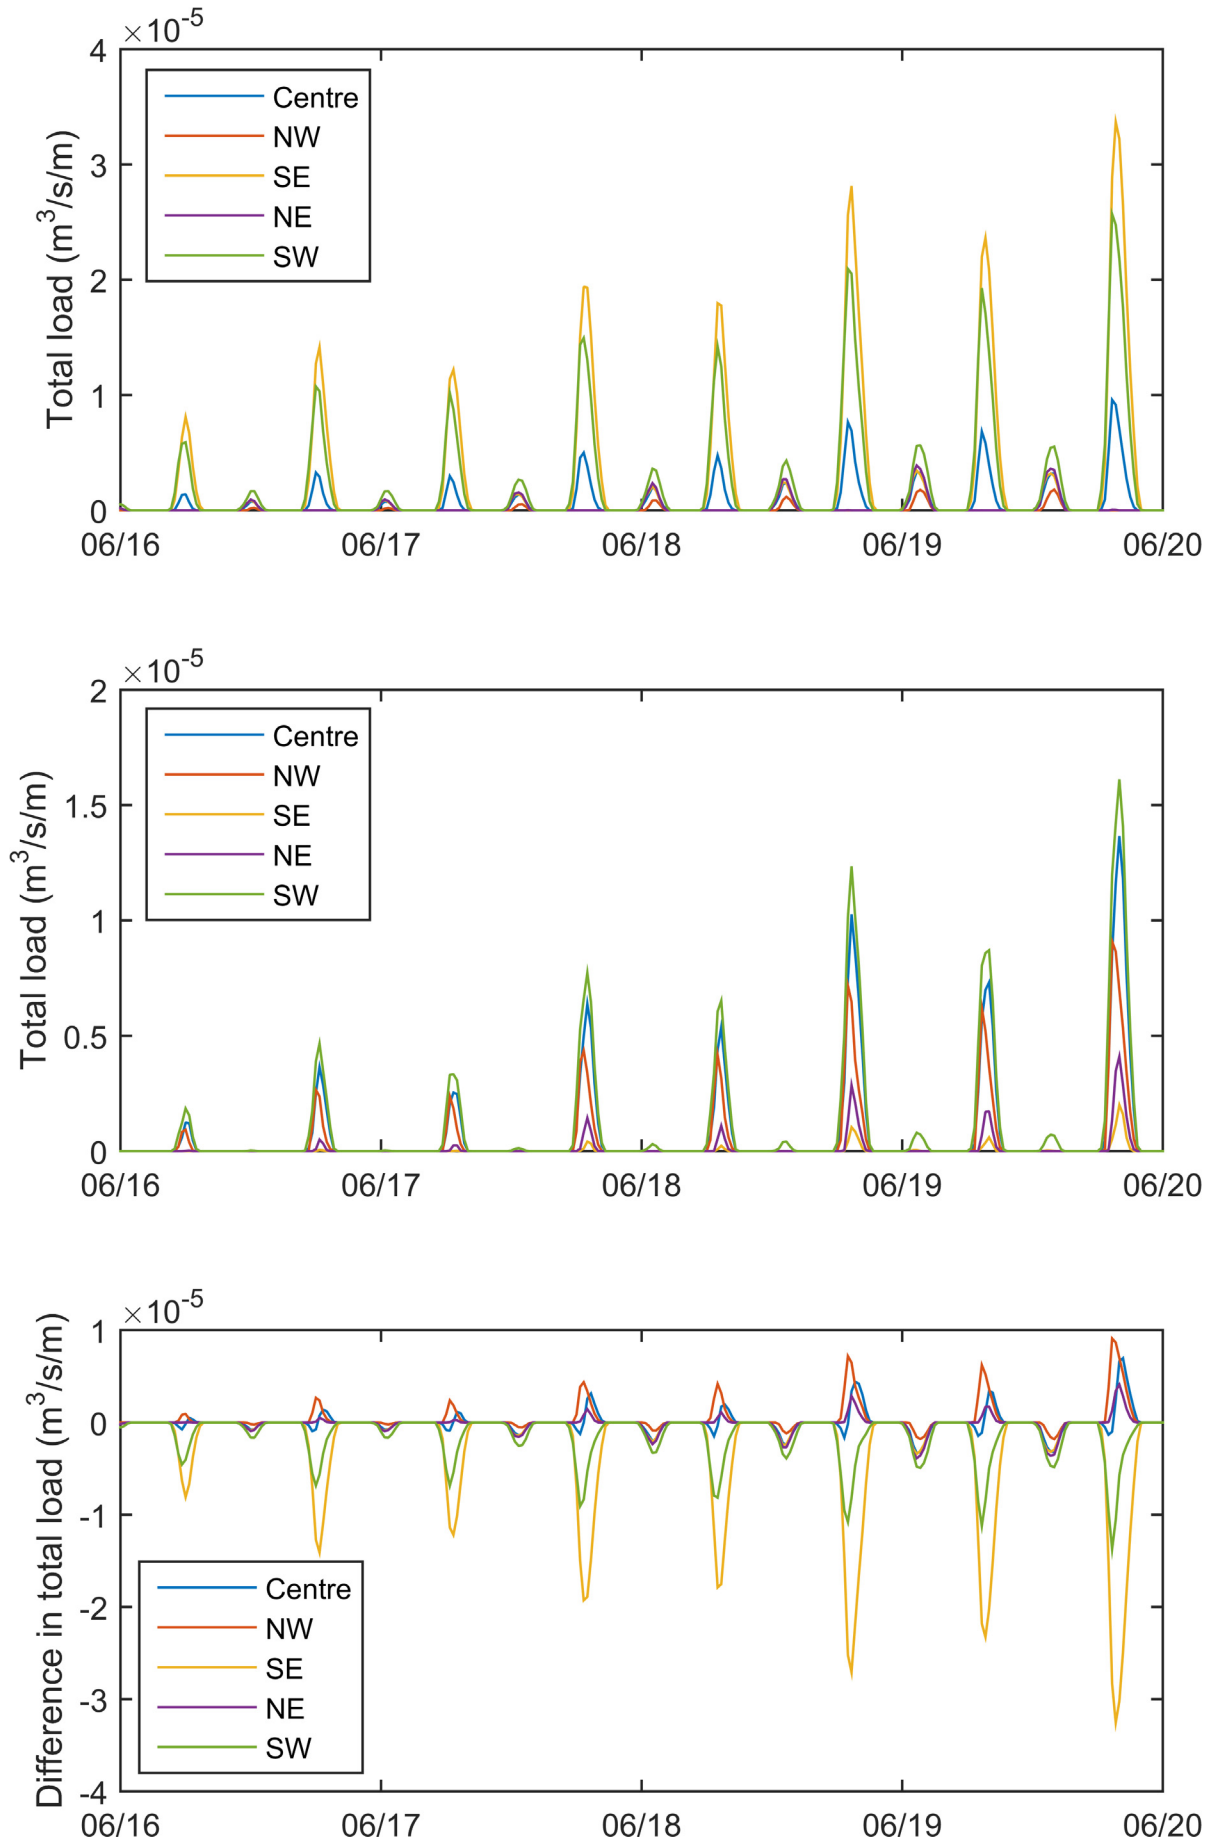 ×10⁻⁵
4
3
2
1
0
Total load (m³/s/m)
Centre
NW
SE
NE
SW
06/16 06/17 06/18 06/19 06/20
×10⁻⁵
2
1.5
1
0.5
0
Total load (m³/s/m)
Centre
NW
SE
NE
SW
06/16 06/17 06/18 06/19 06/20
×10⁻⁵
1
0
-1
-2
-3
-4
Difference in total load (m³/s/m)
Centre
NW
SE
NE
SW
06/16 06/17 06/18 06/19 06/20